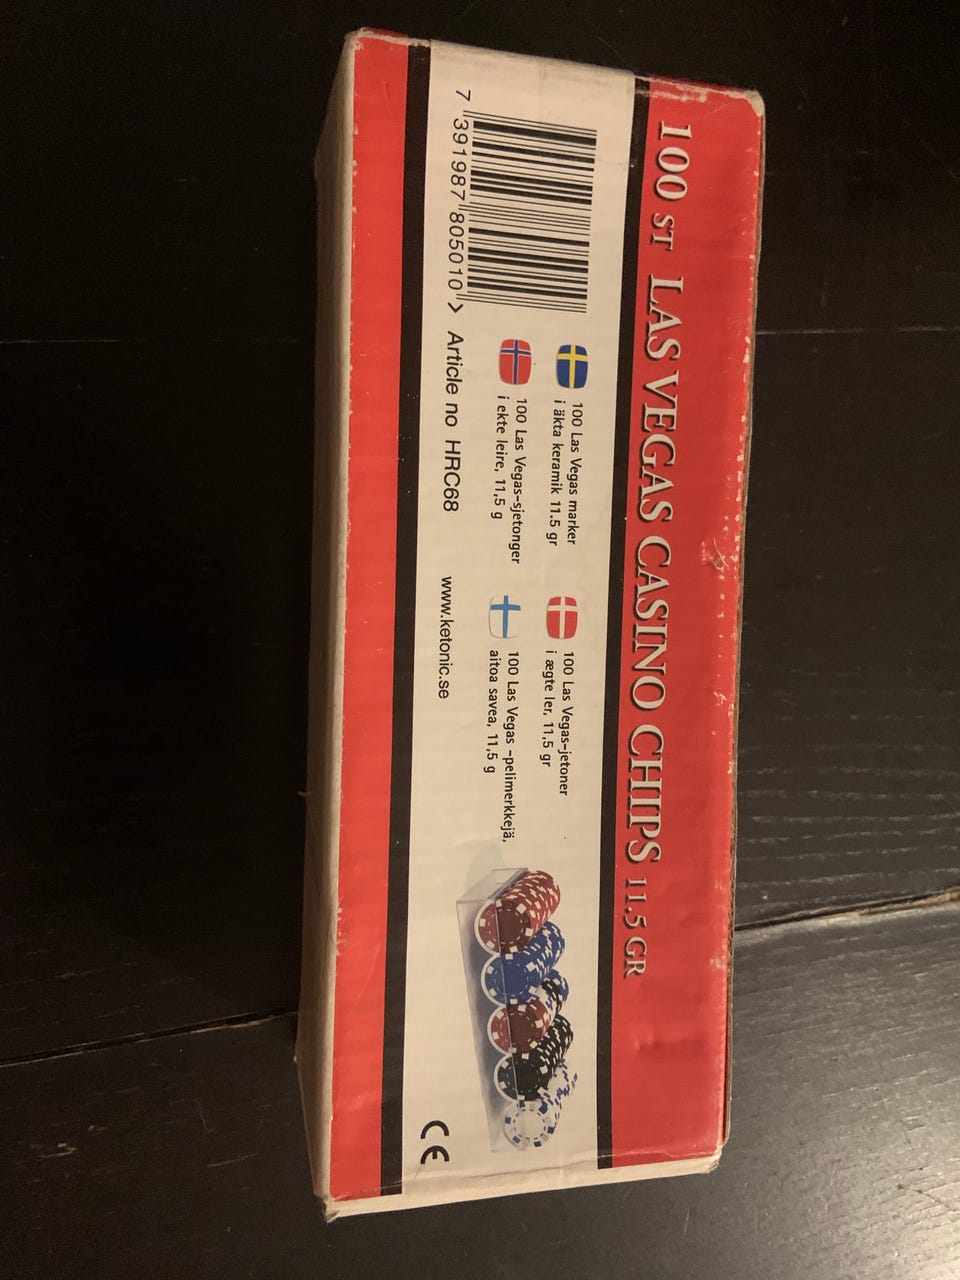 100 ST LAS VEGAS CASINO CHIPS 11.5 GR
7 391987 805010 >
Article no HRC68
www.ketonic.se
100 Las Vegas marker
i äkta keramik 11.5 gr
100 Las Vegas-jetoner
i ægte ler, 11,5 gr
100 Las Vegas-sjetonger
i ekte leire, 11,5 g
100 Las Vegas -pelimerkkejä,
aitoa savea, 11,5 g
CE